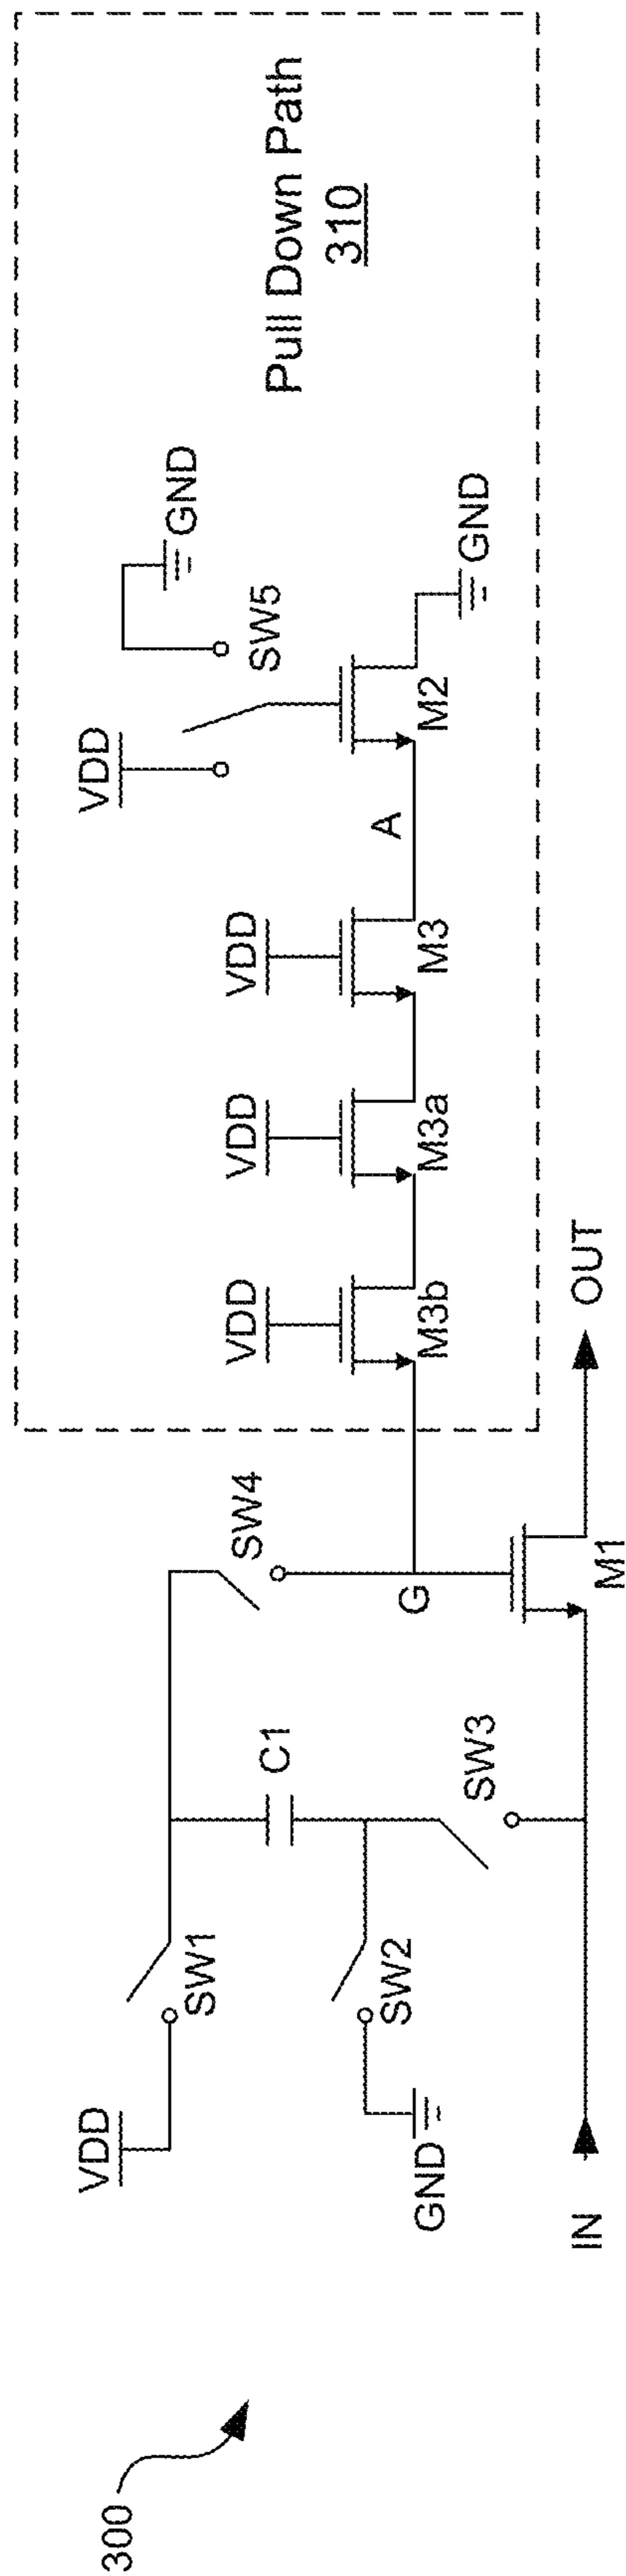 300
VDD
SW1
C1
SW4
GND
SW2
SW3
G
IN
M1
OUT
VDD
M3b
VDD
M3a
VDD
M3
A
VDD
SW5
GND
M2
GND
Pull Down Path
310